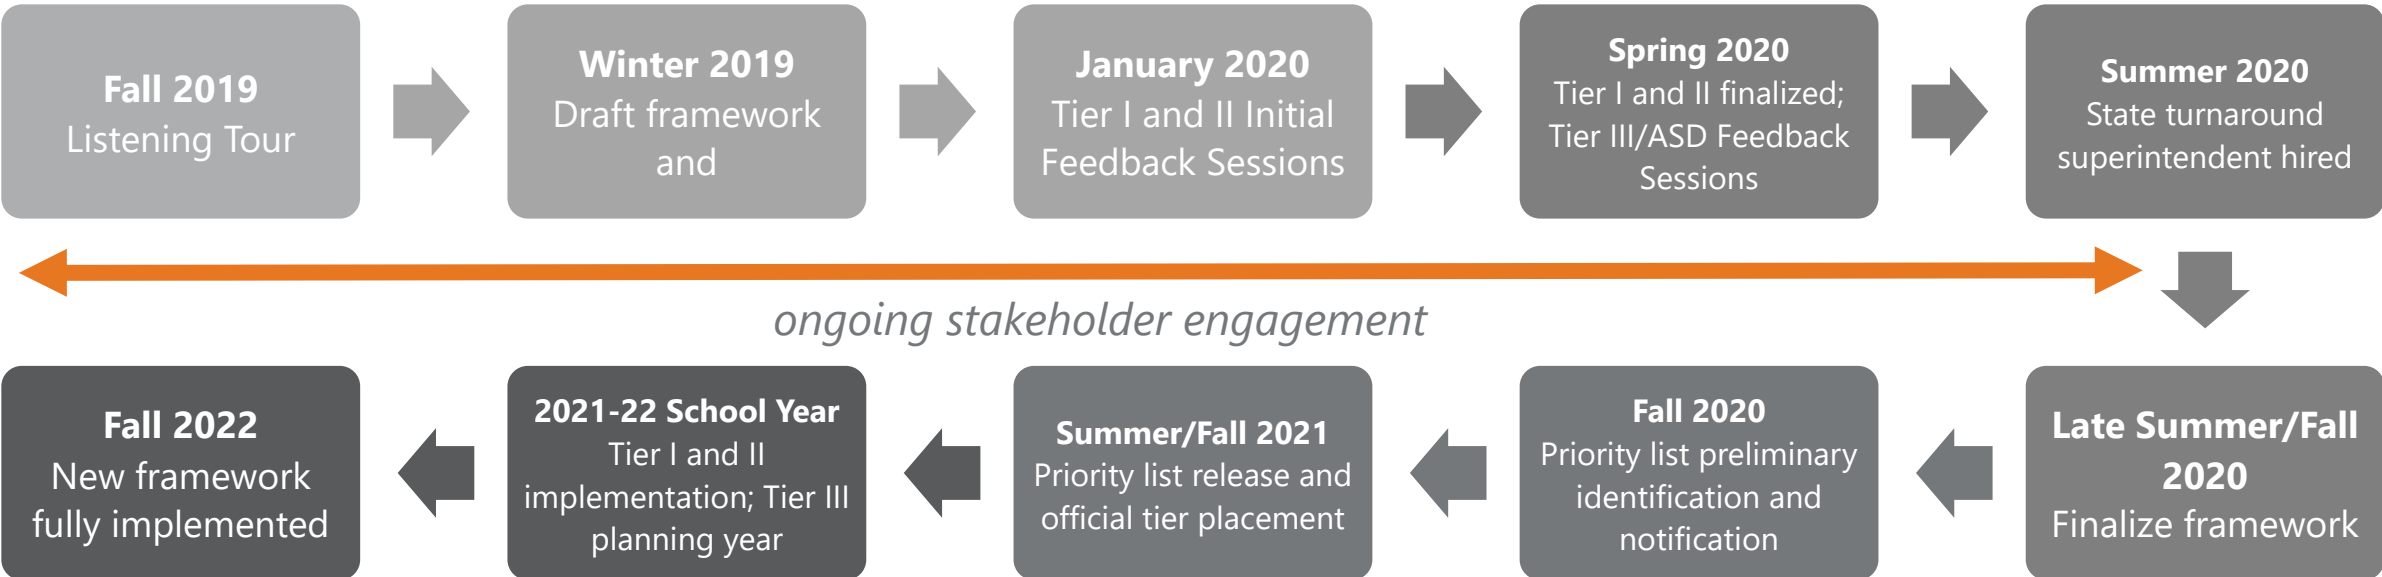 Fall 2019
Listening Tour
Winter 2019
Draft framework
and
January 2020
Tier I and II Initial
Feedback Sessions
Spring 2020
Tier I and II finalized;
Tier III/ASD Feedback
Sessions
Summer 2020
State turnaround
superintendent hired
ongoing stakeholder engagement
Late Summer/Fall
2020
Finalize framework
Fall 2020
Priority list preliminary
identification and
notification
Summer/Fall 2021
Priority list release and
official tier placement
2021-22 School Year
Tier I and II
implementation; Tier III
planning year
Fall 2022
New framework
fully implemented